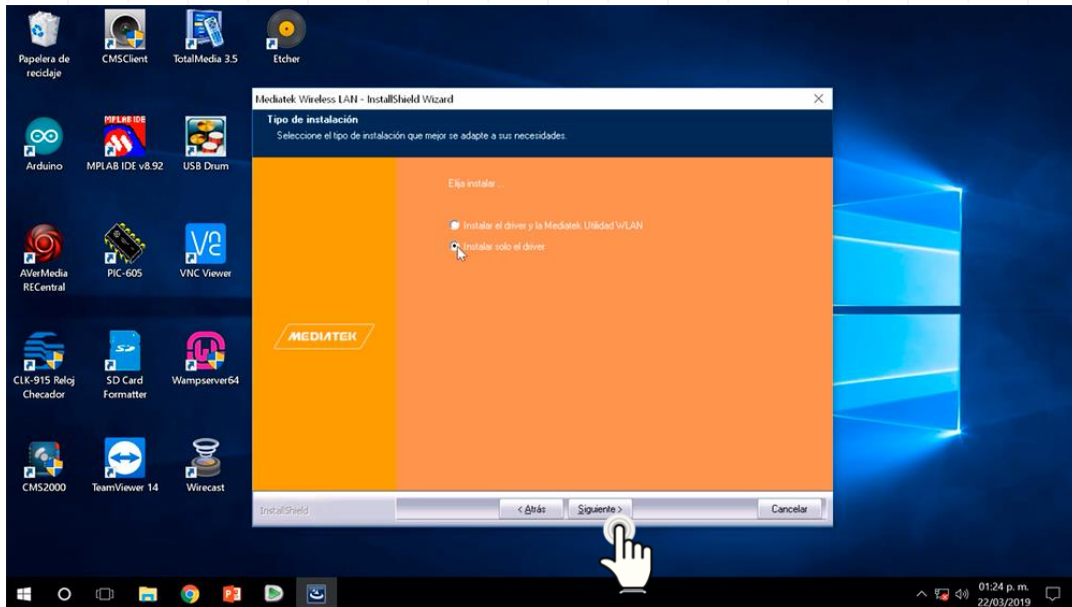 Papelera de
reciclaje
CMSClient
TotalMedia 3.5
Etcher
Mediatek Wireless LAN - InstallShield Wizard
Tipo de instalación
Seleccione el tipo de instalación que mejor se adapte a sus necesidades.
MPLAB IDE
Arduino
MPLAB IDE v8.92
USB Drum
Elija instalar ...
Instalar el driver y la Mediatek Utilidad WLAN
Instalar solo el driver
AVerMedia
RECentral
PIC-605
VNC Viewer
MEDIATEK
CLK-915 Reloj
Checador
SD Card
Formatter
Wampserver64
CMS2000
TeamViewer 14
Wirecast
InstallShield
< Atrás
Siguiente >
Cancelar
01:24 p. m.
22/03/2019